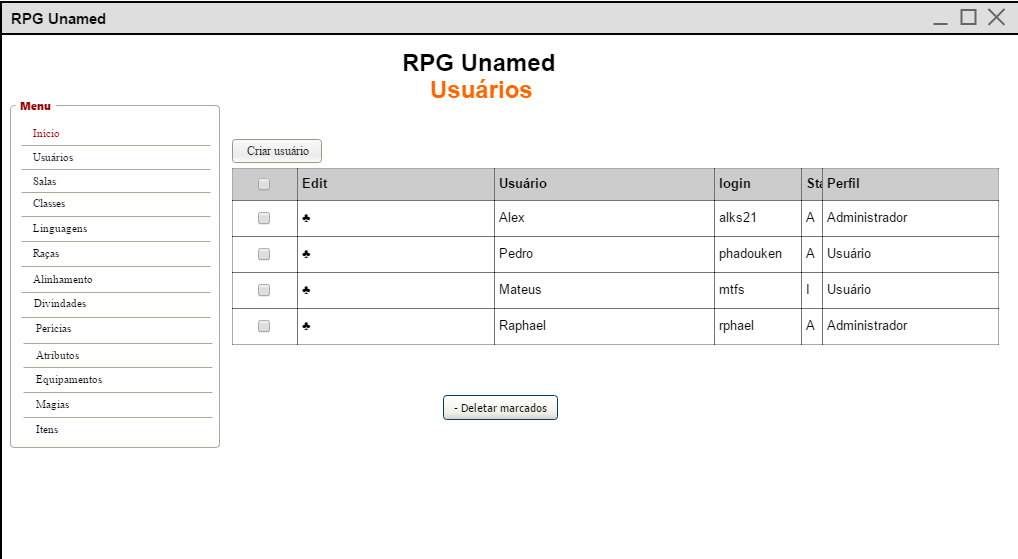 RPG Unamed
RPG Unamed
Usuários
Menu
Início
Usuários
Salas
Classes
Linguagens
Raças
Alinhamento
Divindades
Perícias
Atributos
Equipamentos
Magias
Itens
Criar usuário
Edit Usuário login Sta Perfil
♣ Alex alks21 A Administrador
♣ Pedro phadouken A Usuário
♣ Mateus mtfs I Usuário
♣ Raphael rphael A Administrador
- Deletar marcados